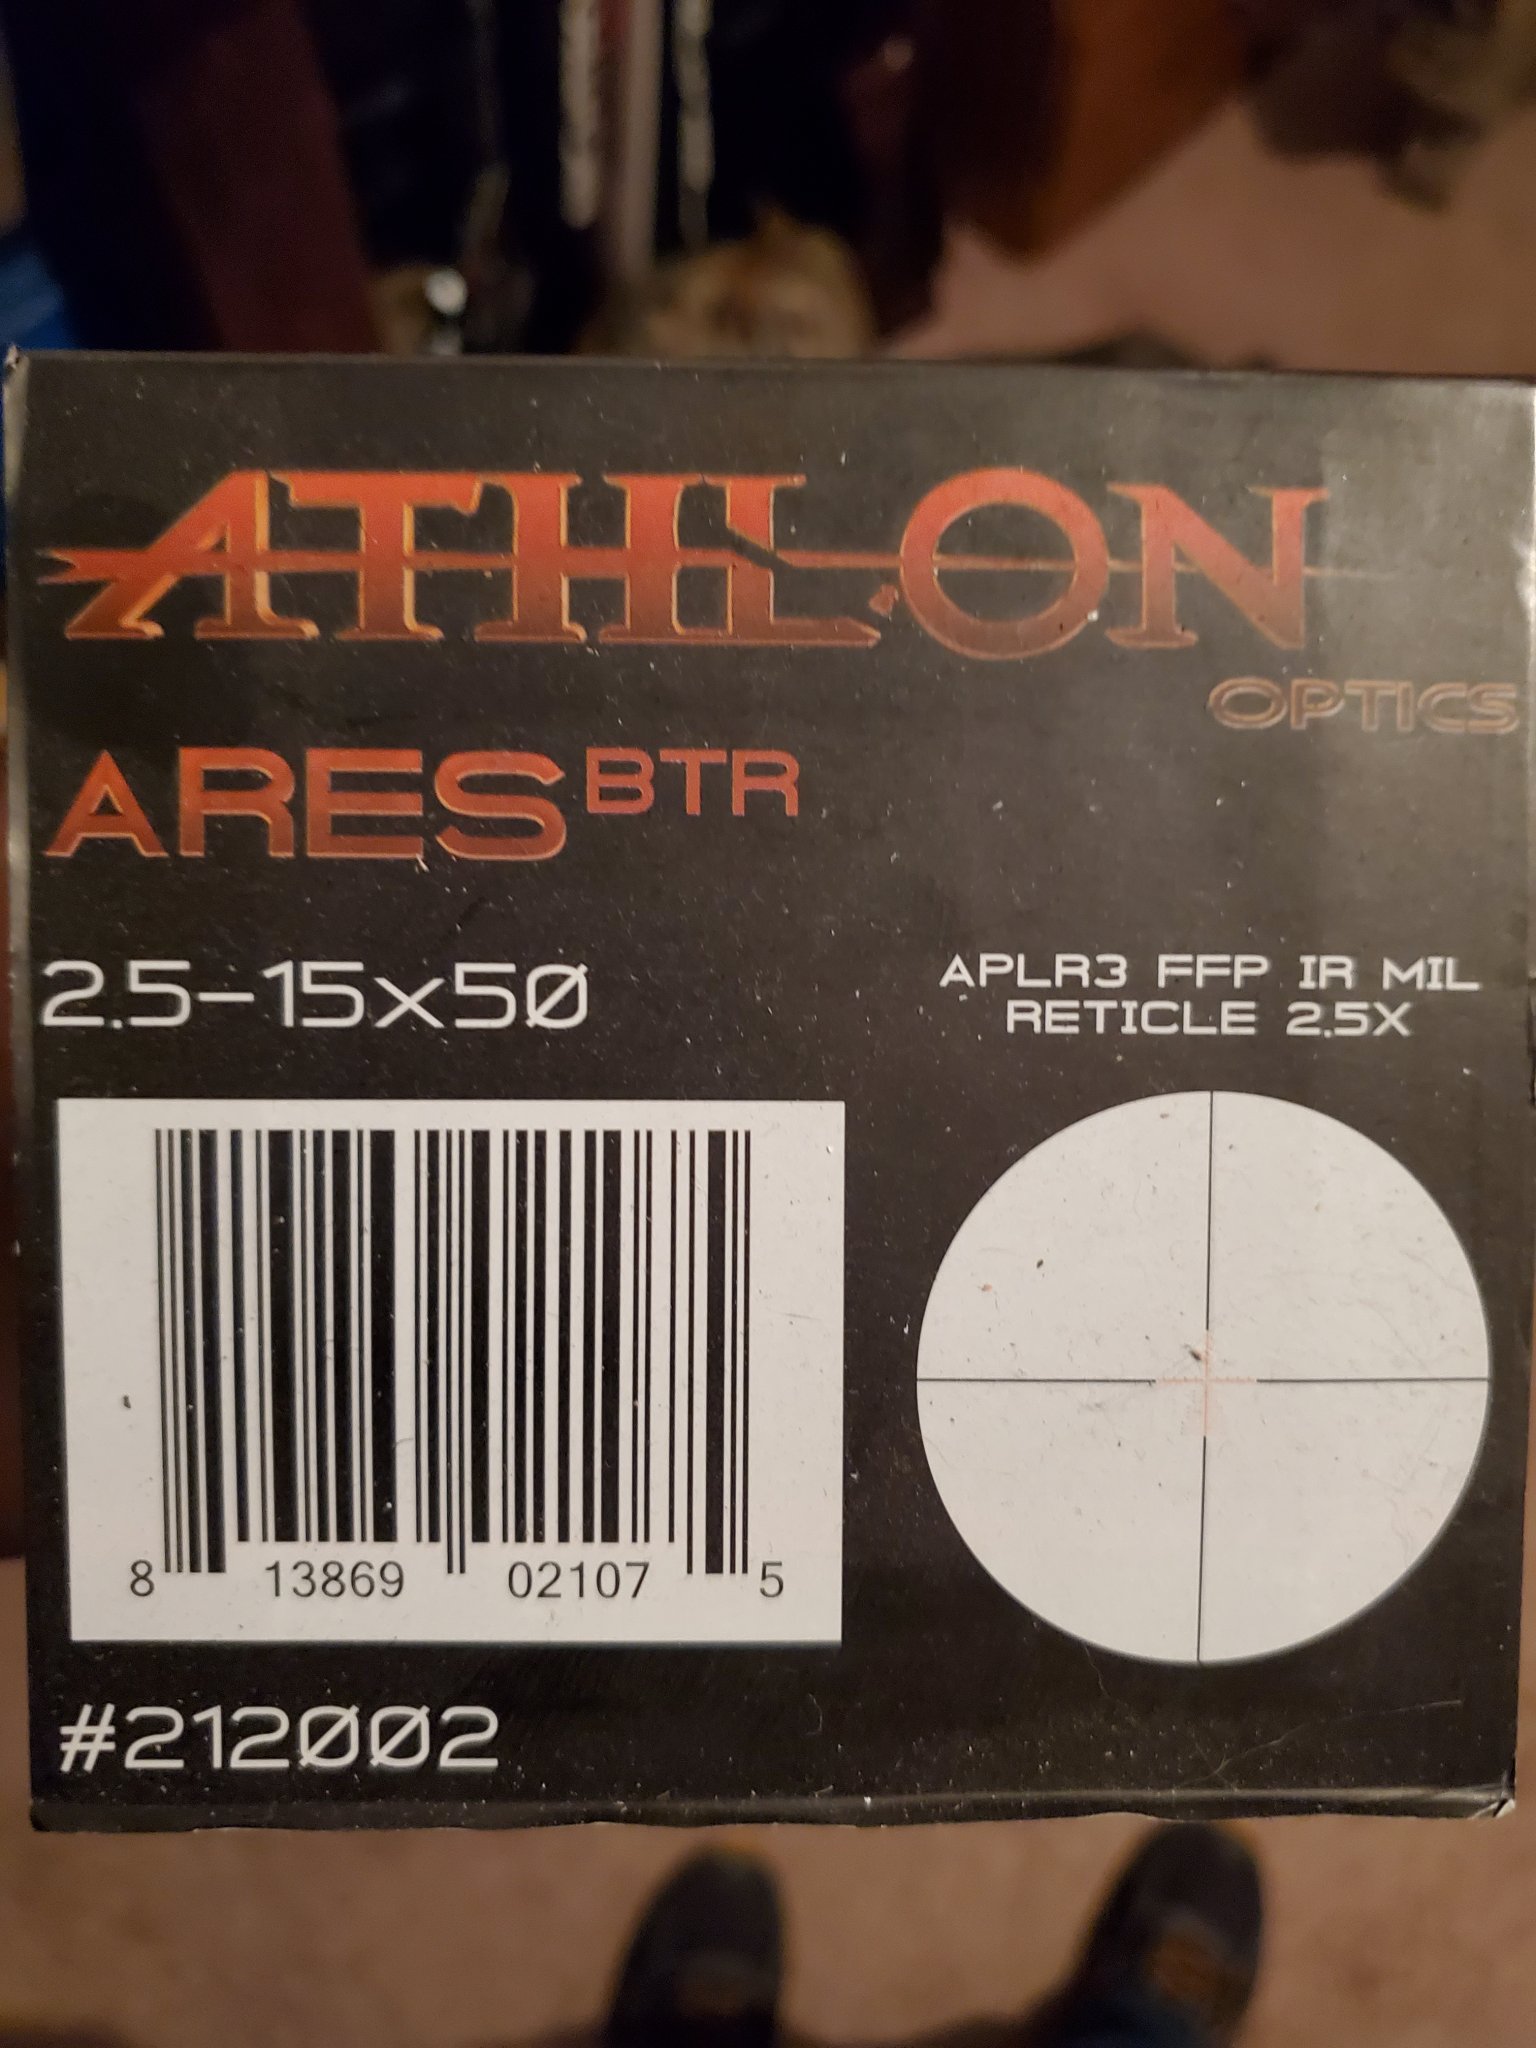 ATHLON
OPTICS
ARES BTR
2.5-15x50
APLR3 FFP IR MIL
RETICLE 2.5X
8 13869 02107 5
#212002